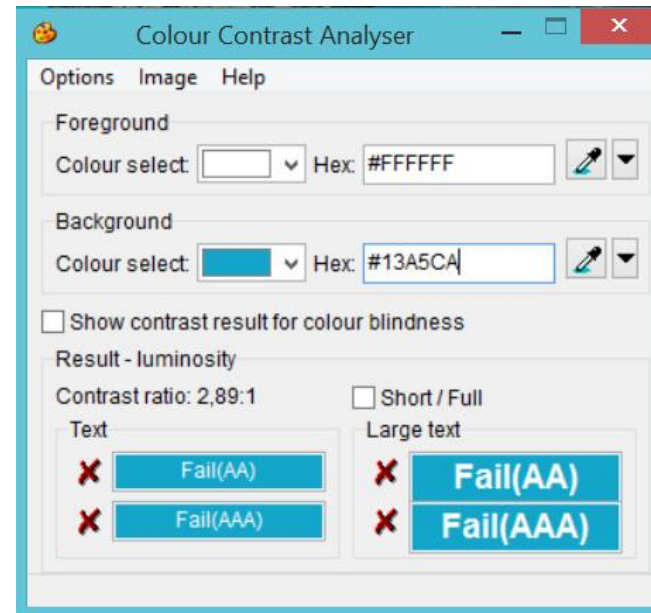 Colour Contrast Analyser
Options Image Help
Foreground
Colour select: Hex: #FFFFFF
Background
Colour select: Hex: #13A5CA
Show contrast result for colour blindness
Result - luminosity
Contrast ratio: 2,89:1 Short / Full
Text Large text
Fail(AA) Fail(AA)
Fail(AAA) Fail(AAA)